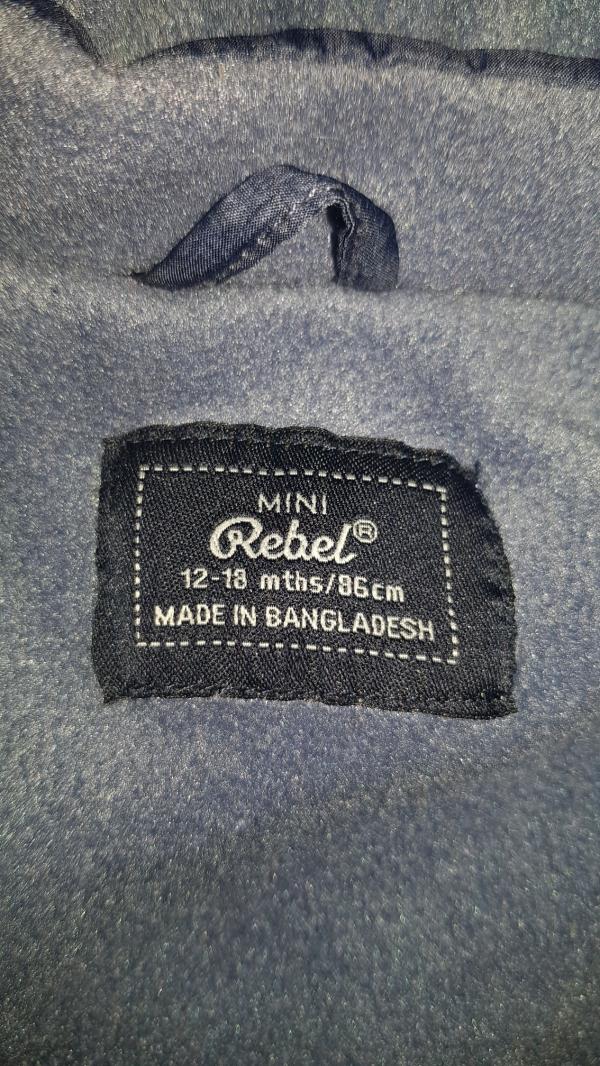 MINI
Rebel®
12-18 mths/86cm
MADE IN BANGLADESH